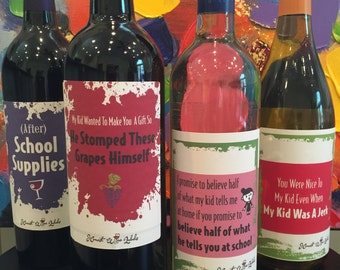 (After)
School
Supplies
My Kid Wanted To Make You A Gift So
He Stomped These
Grapes Himself
I promise to believe half
of what my kid tells me
at home if you promise to
believe half of what
he tells you at school
You Were Nice To
My Kid Even When
My Kid Was A Jerk